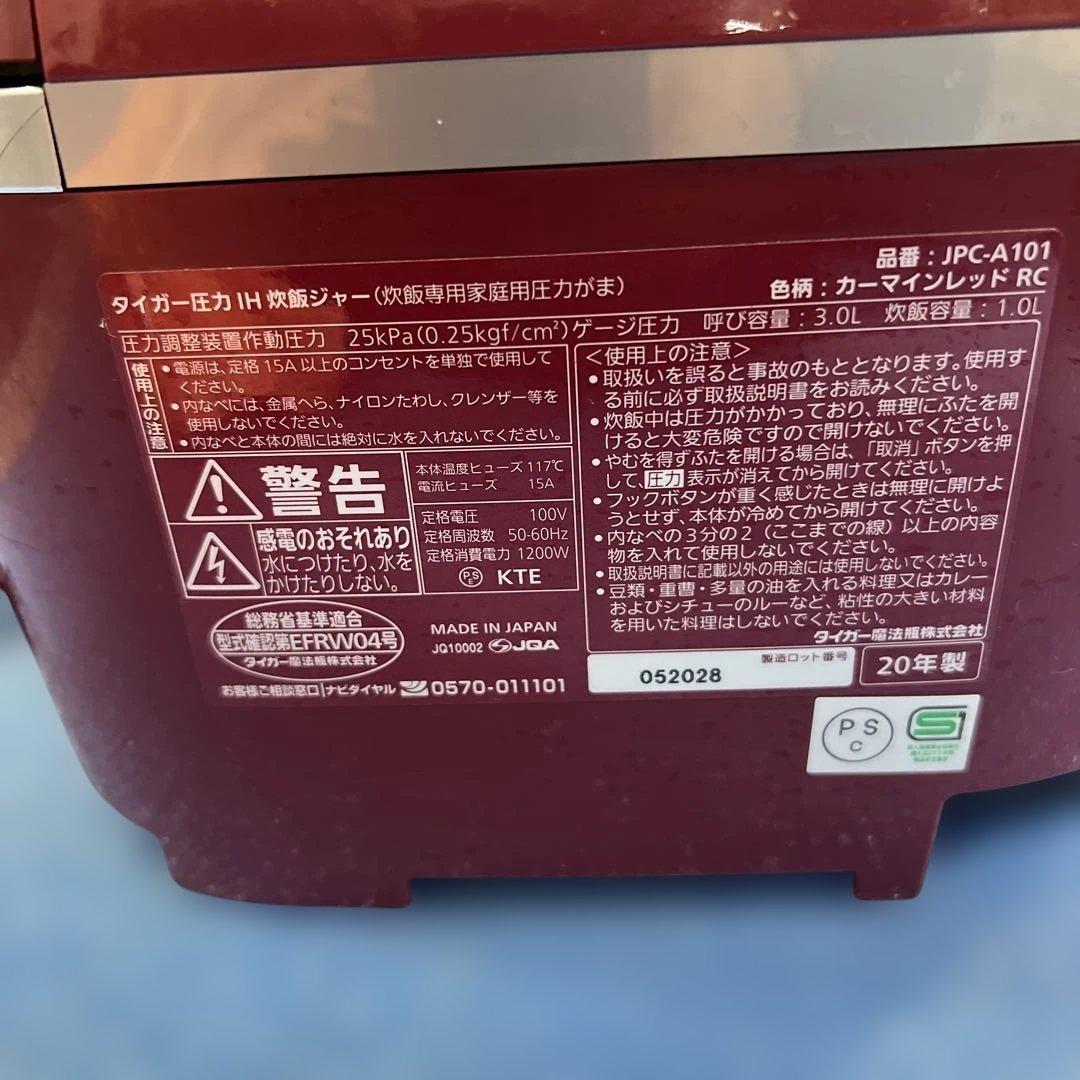 品番：JPC-A101
タイガー圧力IH炊飯ジャー(炊飯専用家庭用圧力がま)
色柄：カーマインレッド RC
圧力調整装置作動圧力 25kPa(0.25kgf/cm²)ゲージ圧力 呼び容量：3.0L 炊飯容量：1.0L
使用上の注意
•電源は、定格15A以上のコンセントを単独で使用して
ください。
•内なべには、金属へら、ナイロンたわし、クレンザー等を
使用しないでください。
•内なべと本体の間には絶対に水を入れないでください。
警告
感電のおそれあり
水につけたり、水を
かけたりしない。
本体温度ヒューズ 117℃
電流ヒューズ 15A
定格電圧 100V
定格周波数 50-60Hz
定格消費電力 1200W
PSE KTE
総務省基準適合
型式確認第EFRW04号
タイガー魔法瓶株式会社
MADE IN JAPAN
JQ10002 JQA
お客様ご相談窓口|ナビダイヤル 0570-011101
<使用上の注意>
•取扱いを誤ると事故のもととなります。使用す
る前に必ず取扱説明書をお読みください。
•炊飯中は圧力がかかっており、無理にふたを開
けると大変危険ですので開けないでください。
•やむを得ずふたを開ける場合は、「取消」ボタンを押
して、圧力 表示が消えてから開けてください。
•フックボタンが重く感じたときは無理に開けよ
うとせず、本体が冷めてから開けてください。
•内なべの3分の2（ここまでの線）以上の内容
物を入れて使用しないでください。
•取扱説明書に記載以外の用途には使用しないでください。
•豆類・重曹・多量の油を入れる料理又はカレー
およびシチューのルーなど、粘性の大きい材料
を用いた料理はしないでください。
タイガー魔法瓶株式会社
製造ロット番号
052028
20年製
PSC
S1